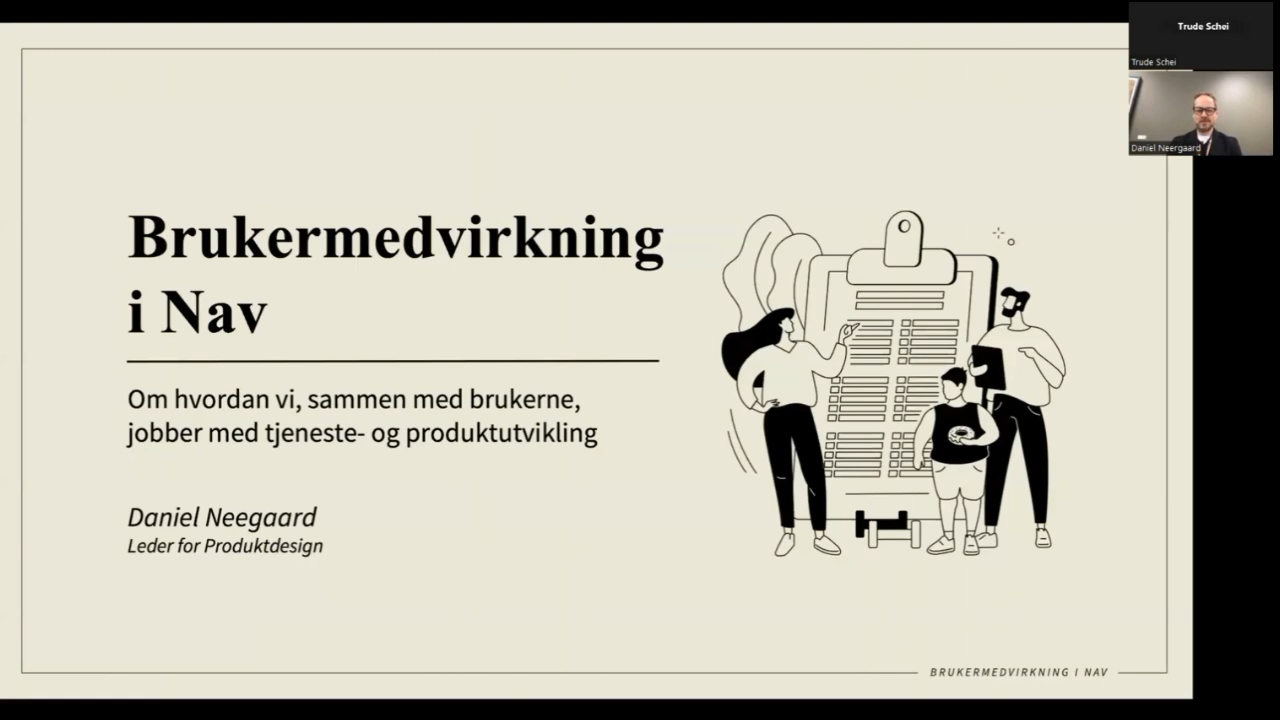 Trude Schei
Trude Schei
Daniel Neergaard
Brukermedvirkning
i Nav
Om hvordan vi, sammen med brukerne,
jobber med tjeneste- og produktutvikling
Daniel Neegaard
Leder for Produktdesign
BRUKERMEDVIRKNING I NAV